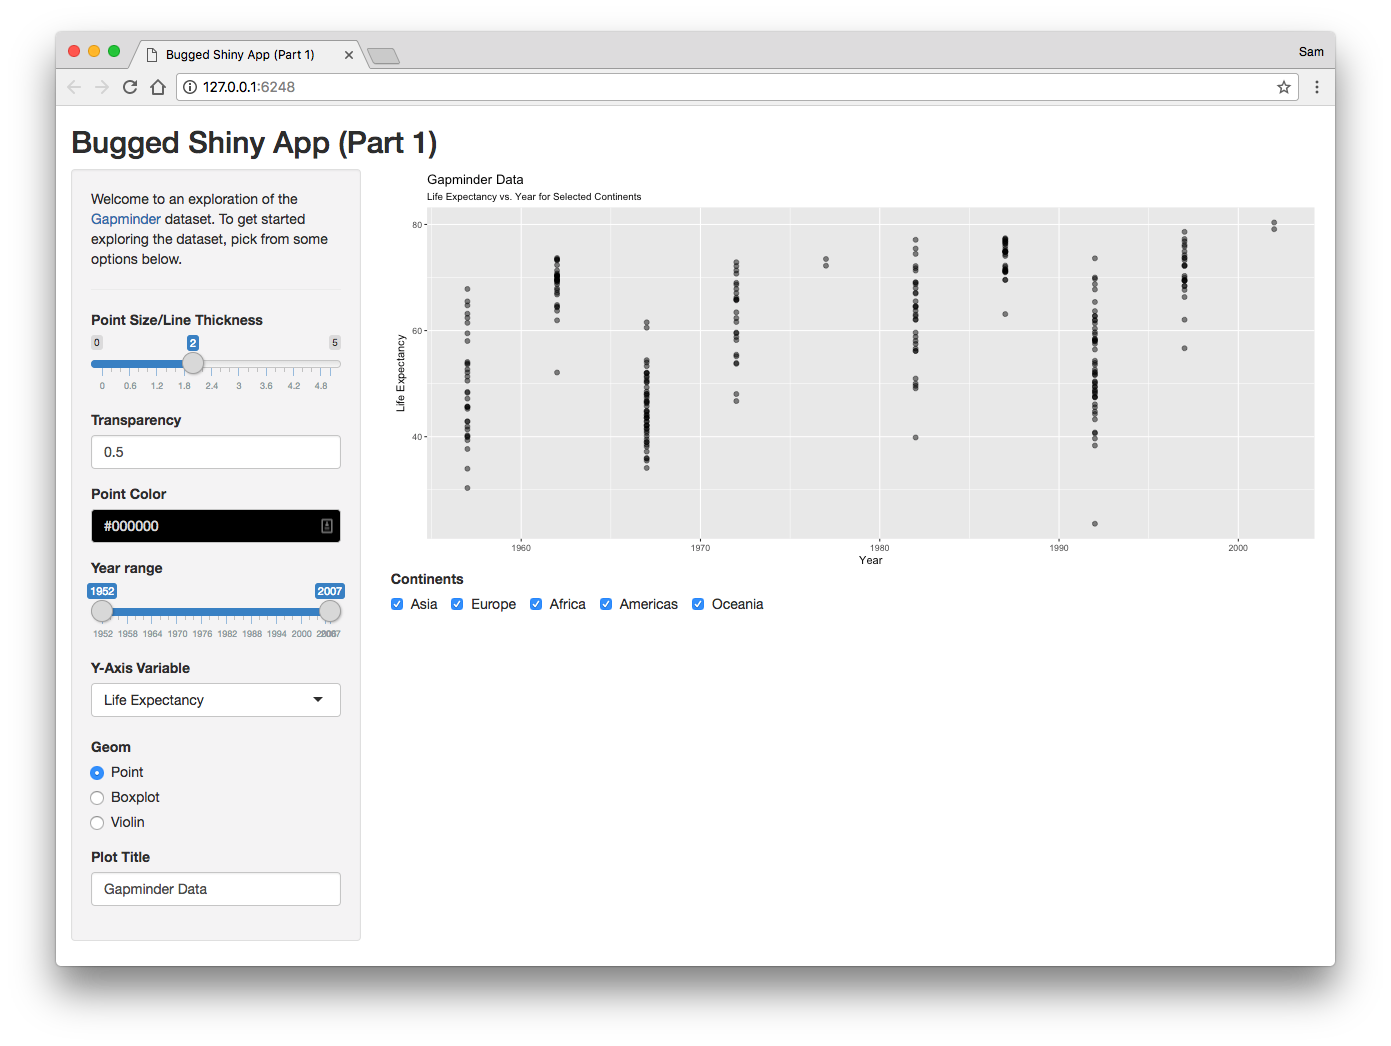 Bugged Shiny App (Part 1)
Sam
127.0.0.1:6248
Bugged Shiny App (Part 1)
Welcome to an exploration of the
Gapminder dataset. To get started
exploring the dataset, pick from some
options below.
Point Size/Line Thickness
0 2 5
0 0.6 1.2 1.8 2.4 3 3.6 4.2 4.8
Transparency
0.5
Point Color
#000000
Year range
1952 2007
1952 1958 1964 1970 1976 1982 1988 1994 2000 2007
Y-Axis Variable
Life Expectancy
Geom
Point
Boxplot
Violin
Plot Title
Gapminder Data
Gapminder Data
Life Expectancy vs. Year for Selected Continents
Life Expectancy
80
60
40
1960 1970 1980 1990 2000
Year
Continents
Asia Europe Africa Americas Oceania